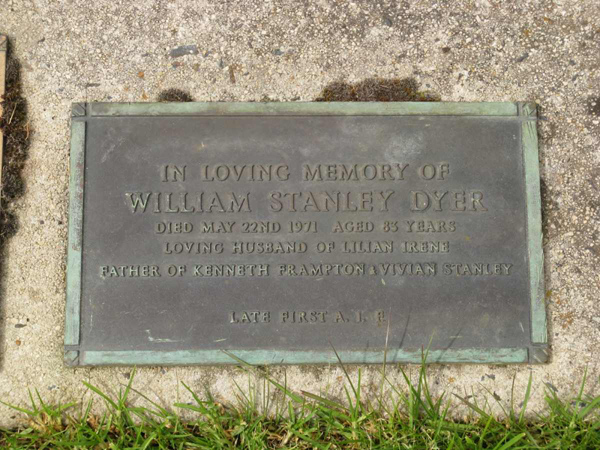 IN LOVING MEMORY OF
WILLIAM STANLEY DYER
DIED MAY 22ND 1971 AGED 83 YEARS
LOVING HUSBAND OF LILIAN IRENE
FATHER OF KENNETH FRAMPTON & VIVIAN STANLEY
LATE FIRST A. I. F.